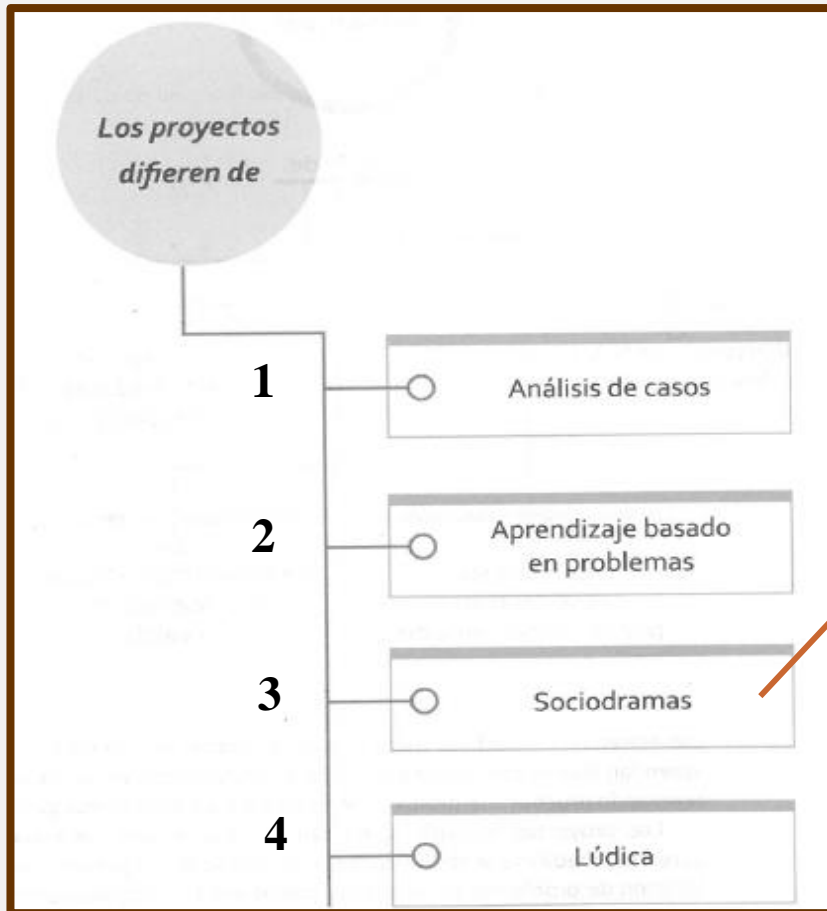 Los proyectos
difieren de
1
Análisis de casos
2
Aprendizaje basado
en problemas
3
Sociodramas
4
Lúdica